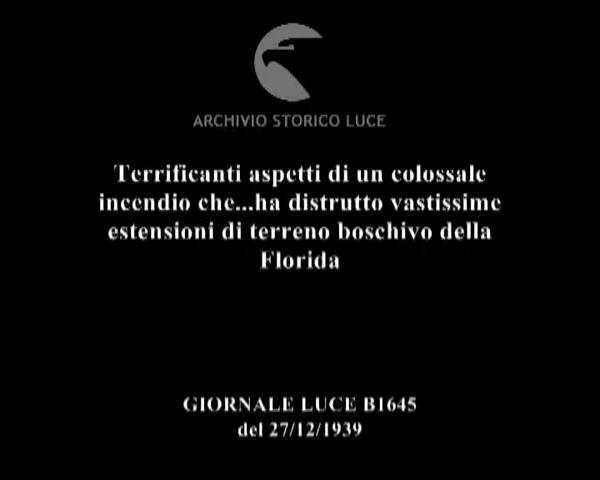 ARCHIVIO STORICO LUCE
Terrificanti aspetti di un colossale
incendio che...ha distrutto vastissime
estensioni di terreno boschivo della
Florida
GIORNALE LUCE B1645
del 27/12/1939